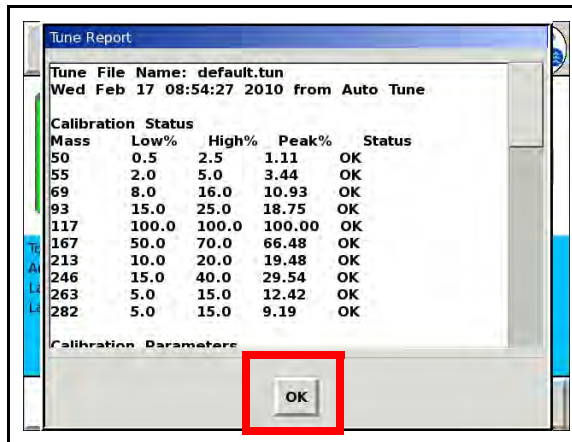 Tune Report
Tune File Name: default.tun
Wed Feb 17 08:54:27 2010 from Auto Tune
Calibration Status
Mass Low% High% Peak% Status
50 0.5 2.5 1.11 OK
55 2.0 5.0 3.44 OK
69 8.0 16.0 10.93 OK
93 15.0 25.0 18.75 OK
117 100.0 100.0 100.00 OK
167 50.0 70.0 66.48 OK
213 10.0 20.0 19.48 OK
246 15.0 40.0 29.54 OK
263 5.0 15.0 12.42 OK
282 5.0 15.0 9.19 OK
Calibration Parameters
OK